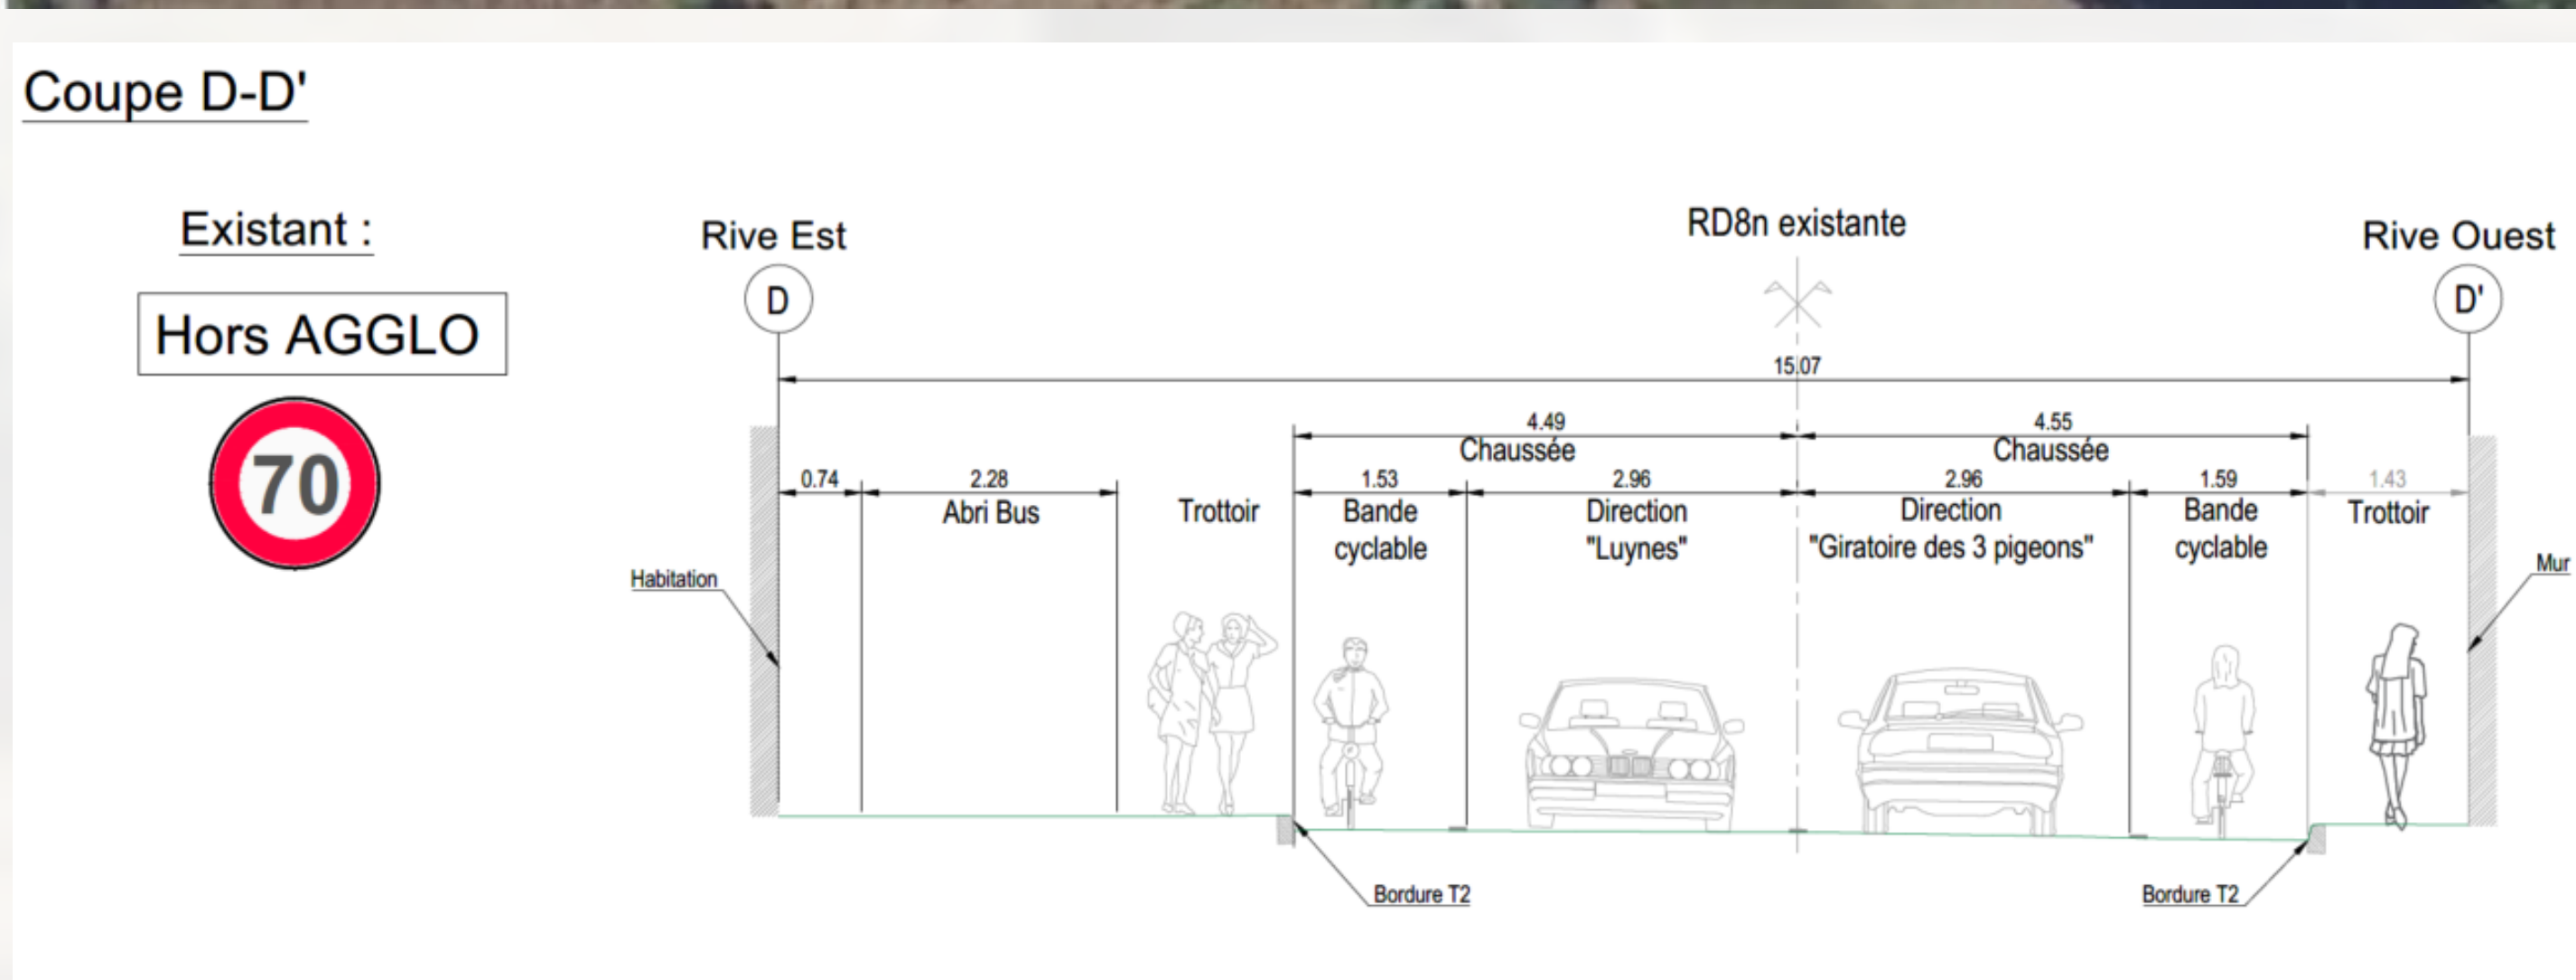 Coupe D-D'
Existant :
Hors AGGLO
70
Rive Est
D
RD8n existante
Rive Ouest
D'
15.07
4.49
Chaussée
4.55
Chaussée
0.74
2.28
Abri Bus
Trottoir
1.53
Bande
cyclable
2.96
Direction
"Luynes"
2.96
Direction
"Giratoire des 3 pigeons"
1.59
Bande
cyclable
1.43
Trottoir
Habitation
Mur
Bordure T2
Bordure T2